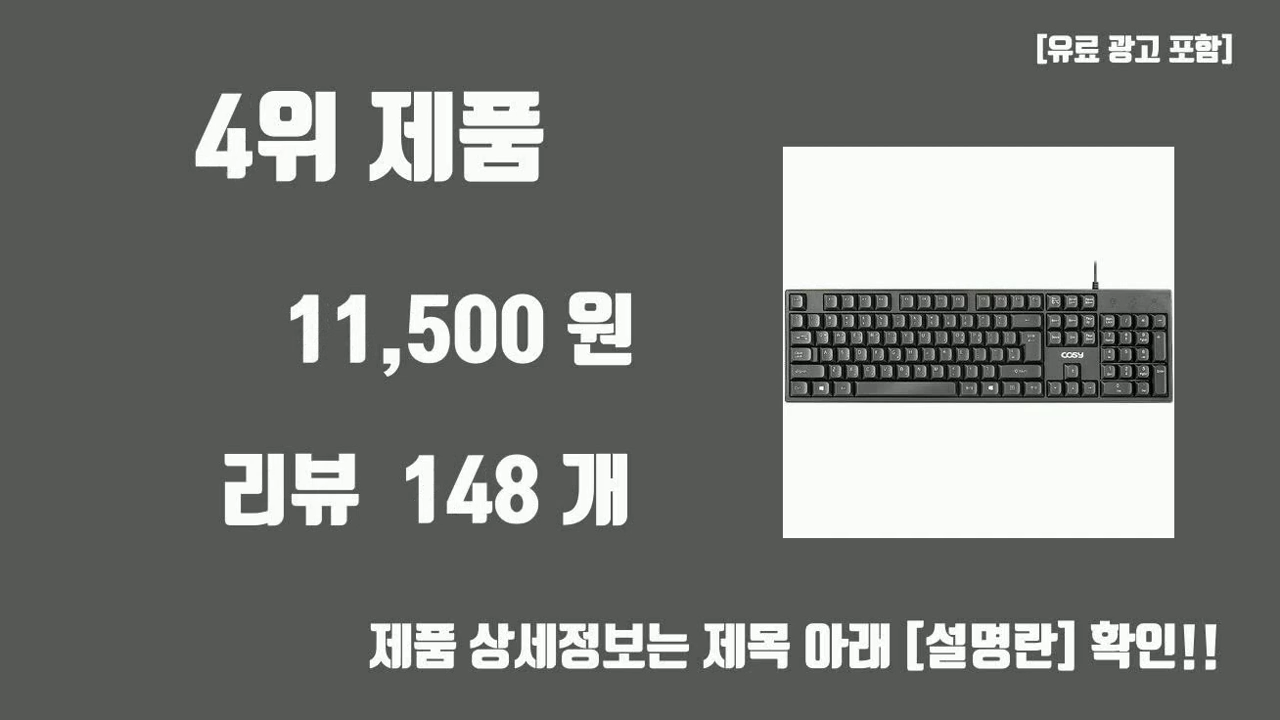 [유료 광고 포함]
4위 제품
11,500 원
리뷰 148 개
COSY
제품 상세정보는 제목 아래 [설명란] 확인!!